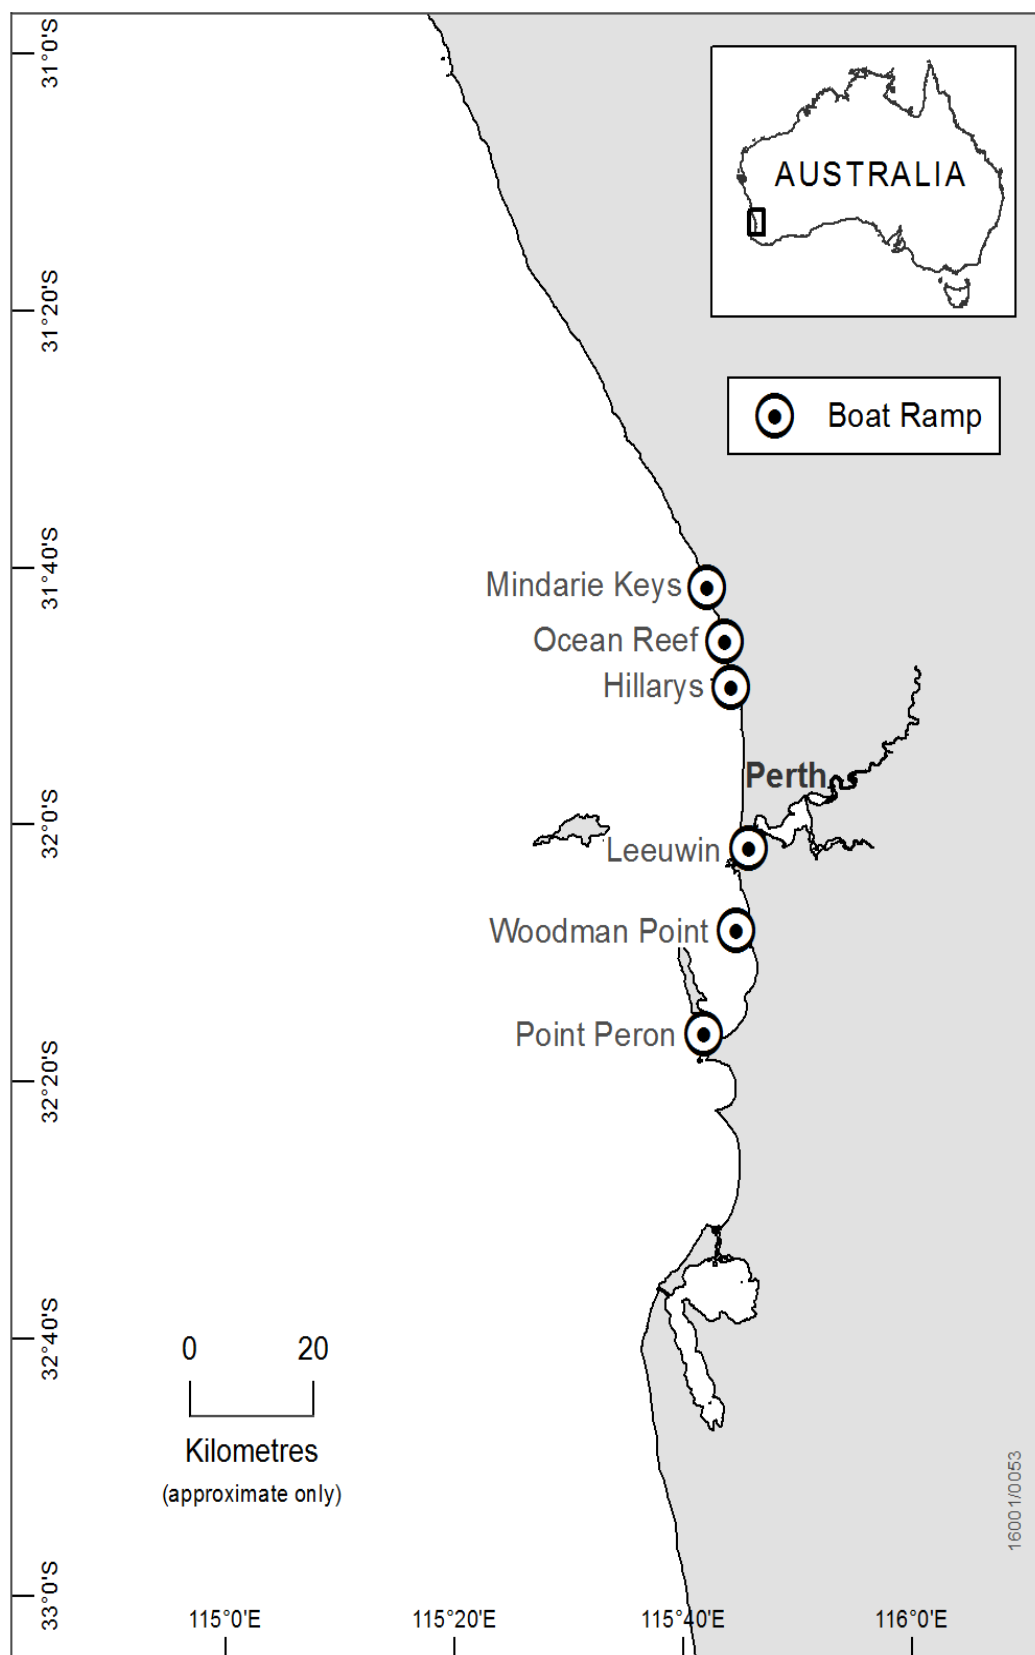 31°0'S
AUSTRALIA
31°20'S
Boat Ramp
31°40'S
Mindarie Keys
Ocean Reef
Hillarys
Perth
32°0'S
Leeuwin
Woodman Point
Point Peron
32°20'S
32°40'S
0 20
Kilometres
(approximate only)
16001/0053
33°0'S
115°0'E 115°20'E 115°40'E 116°0'E